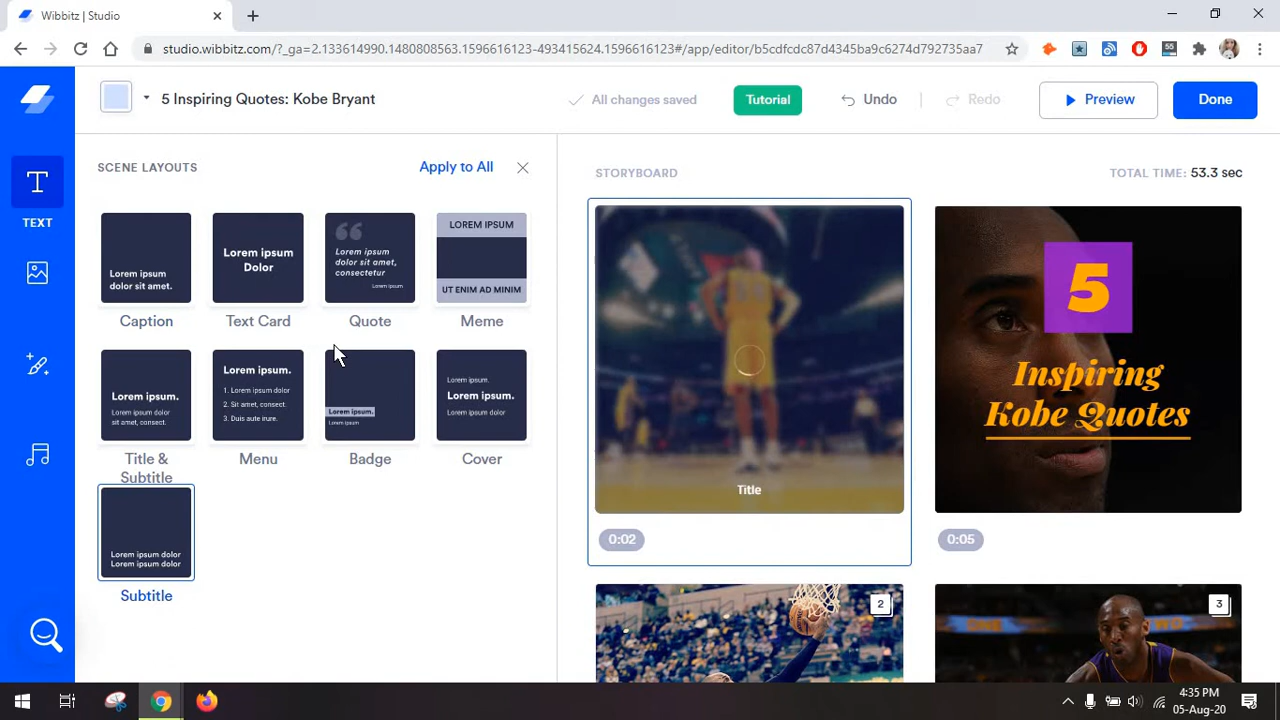 Wibbitz | Studio
studio.wibbitz.com/?_ga=2.133614990.1480808563.1596616123-493415624.1596616123#/app/editor/b5cdfcdc87d4345ba9c6274d792735aa7
55
5 Inspiring Quotes: Kobe Bryant
All changes saved
Tutorial
Undo
Redo
Preview
Done
TEXT
SCENE LAYOUTS
Apply to All
Lorem ipsum
dolor sit amet.
Caption
Lorem ipsum
Dolor
Text Card
Lorem ipsum
dolor sit amet,
consectetur
Lorem ipsum
Quote
LOREM IPSUM
UT ENIM AD MINIM
Meme
Lorem ipsum.
Lorem ipsum dolor
sit amet, consect.
Title &
Subtitle
Lorem ipsum.
1. Lorem ipsum dolor
2. Sit amet, consect.
3. Duis aute irure.
Menu
Lorem ipsum.
Lorem ipsum
Badge
Lorem ipsum.
Lorem ipsum.
Lorem ipsum dolor
Cover
Lorem ipsum dolor
Lorem ipsum dolor
Subtitle
STORYBOARD
TOTAL TIME: 53.3 sec
Title
0:02
5
Inspiring
Kobe Quotes
0:05
2
3
4:35 PM
05-Aug-20